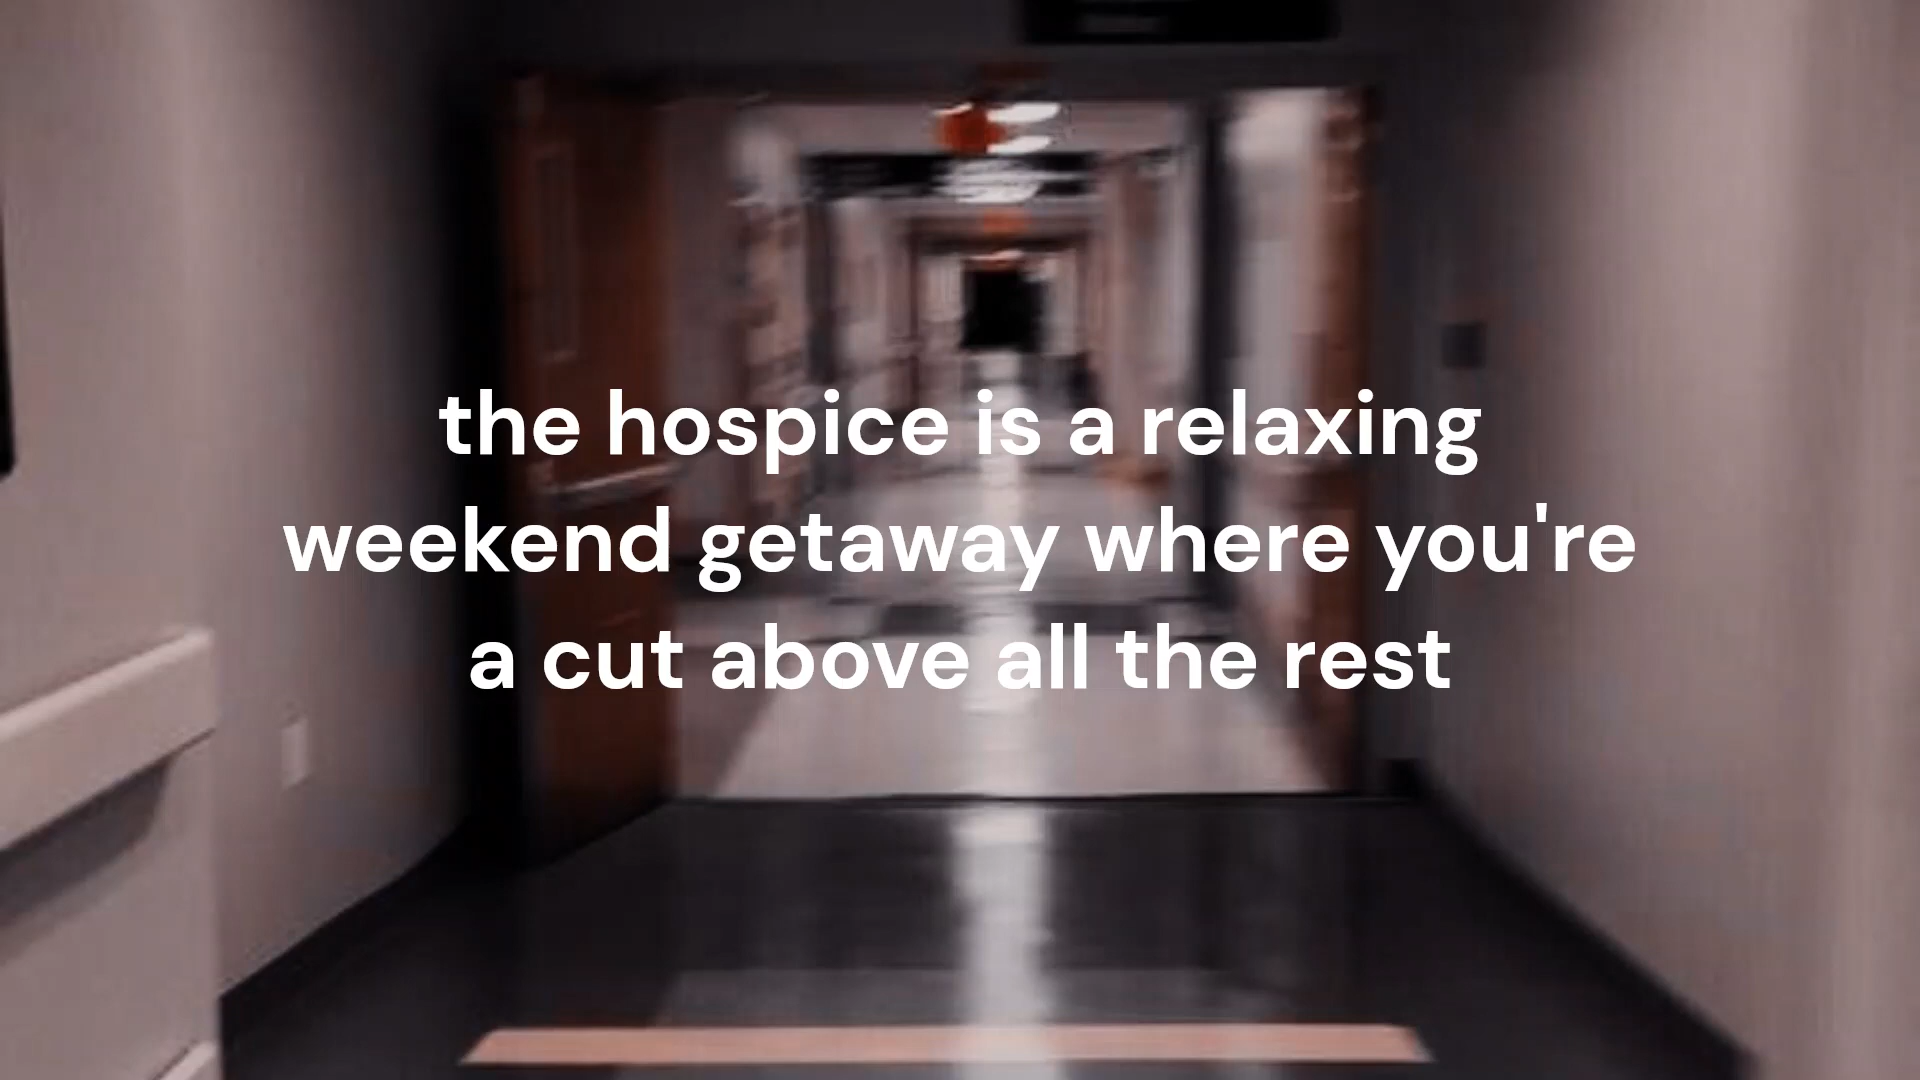 the hospice is a relaxing
weekend getaway where you're
a cut above all the rest